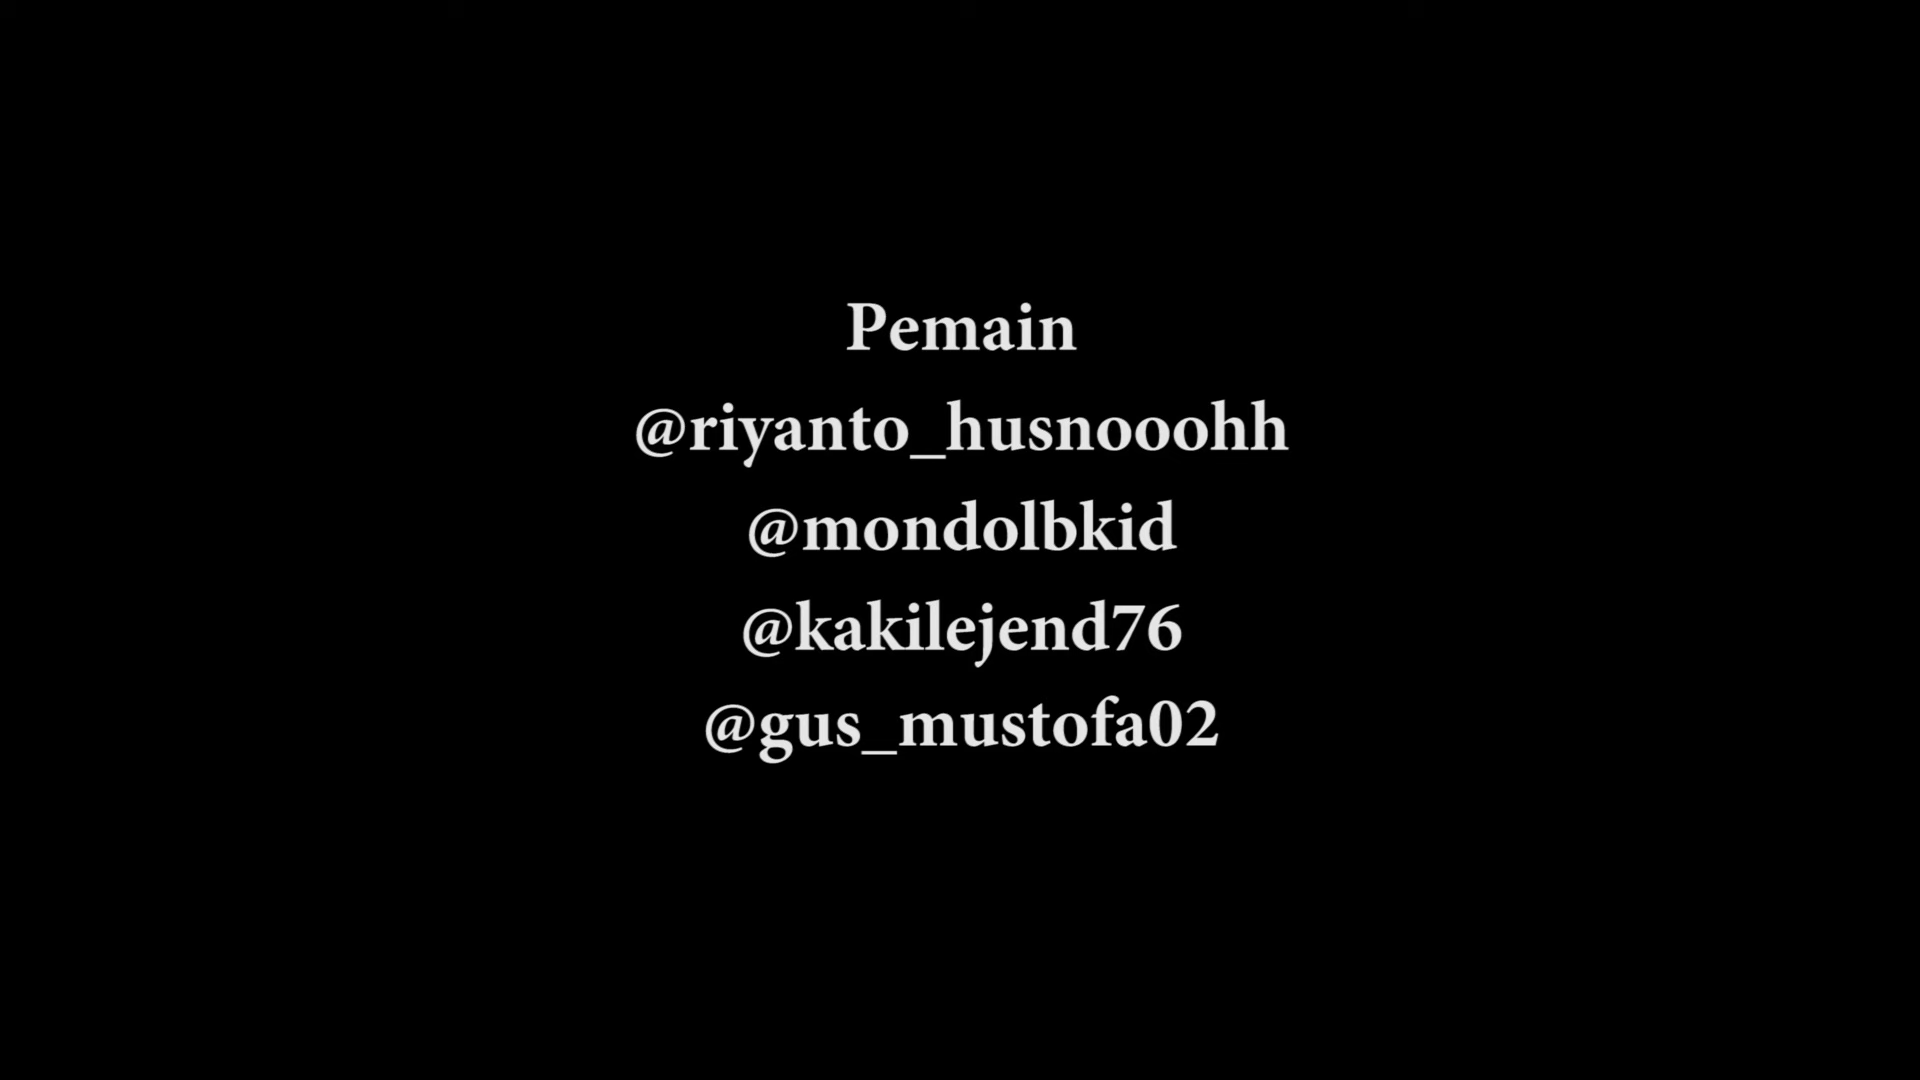 Pemain
@riyanto_husnooohh
@mondolbkid
@kakilejend76
@gus_mustofa02